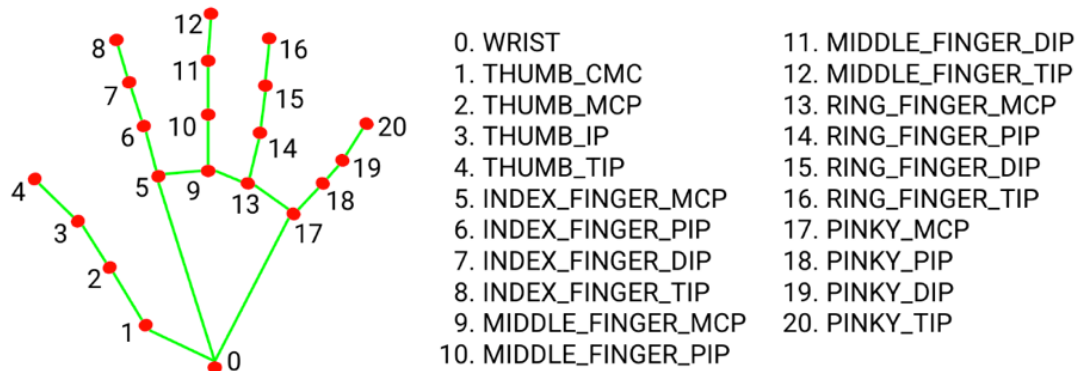 12
8
16
11
7
15
6
10
14
20
4
5
9
13
19
18
3
17
2
1
0
0. WRIST
1. THUMB_CMC
2. THUMB_MCP
3. THUMB_IP
4. THUMB_TIP
5. INDEX_FINGER_MCP
6. INDEX_FINGER_PIP
7. INDEX_FINGER_DIP
8. INDEX_FINGER_TIP
9. MIDDLE_FINGER_MCP
10. MIDDLE_FINGER_PIP
11. MIDDLE_FINGER_DIP
12. MIDDLE_FINGER_TIP
13. RING_FINGER_MCP
14. RING_FINGER_PIP
15. RING_FINGER_DIP
16. RING_FINGER_TIP
17. PINKY_MCP
18. PINKY_PIP
19. PINKY_DIP
20. PINKY_TIP